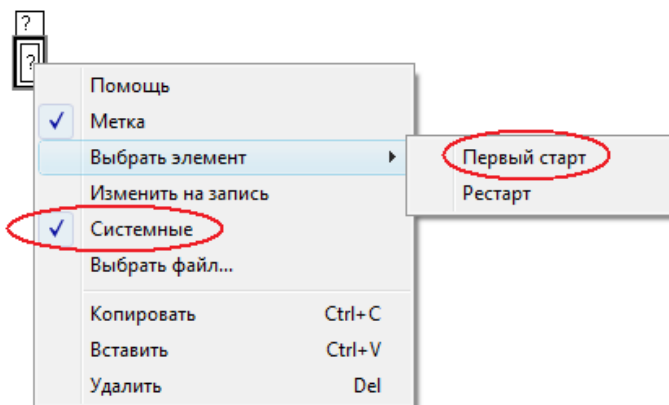 ?
?
Помощь
Метка
Выбрать элемент
Первый старт
Изменить на запись
Рестарт
Системные
Выбрать файл...
Копировать Ctrl+C
Вставить Ctrl+V
Удалить Del